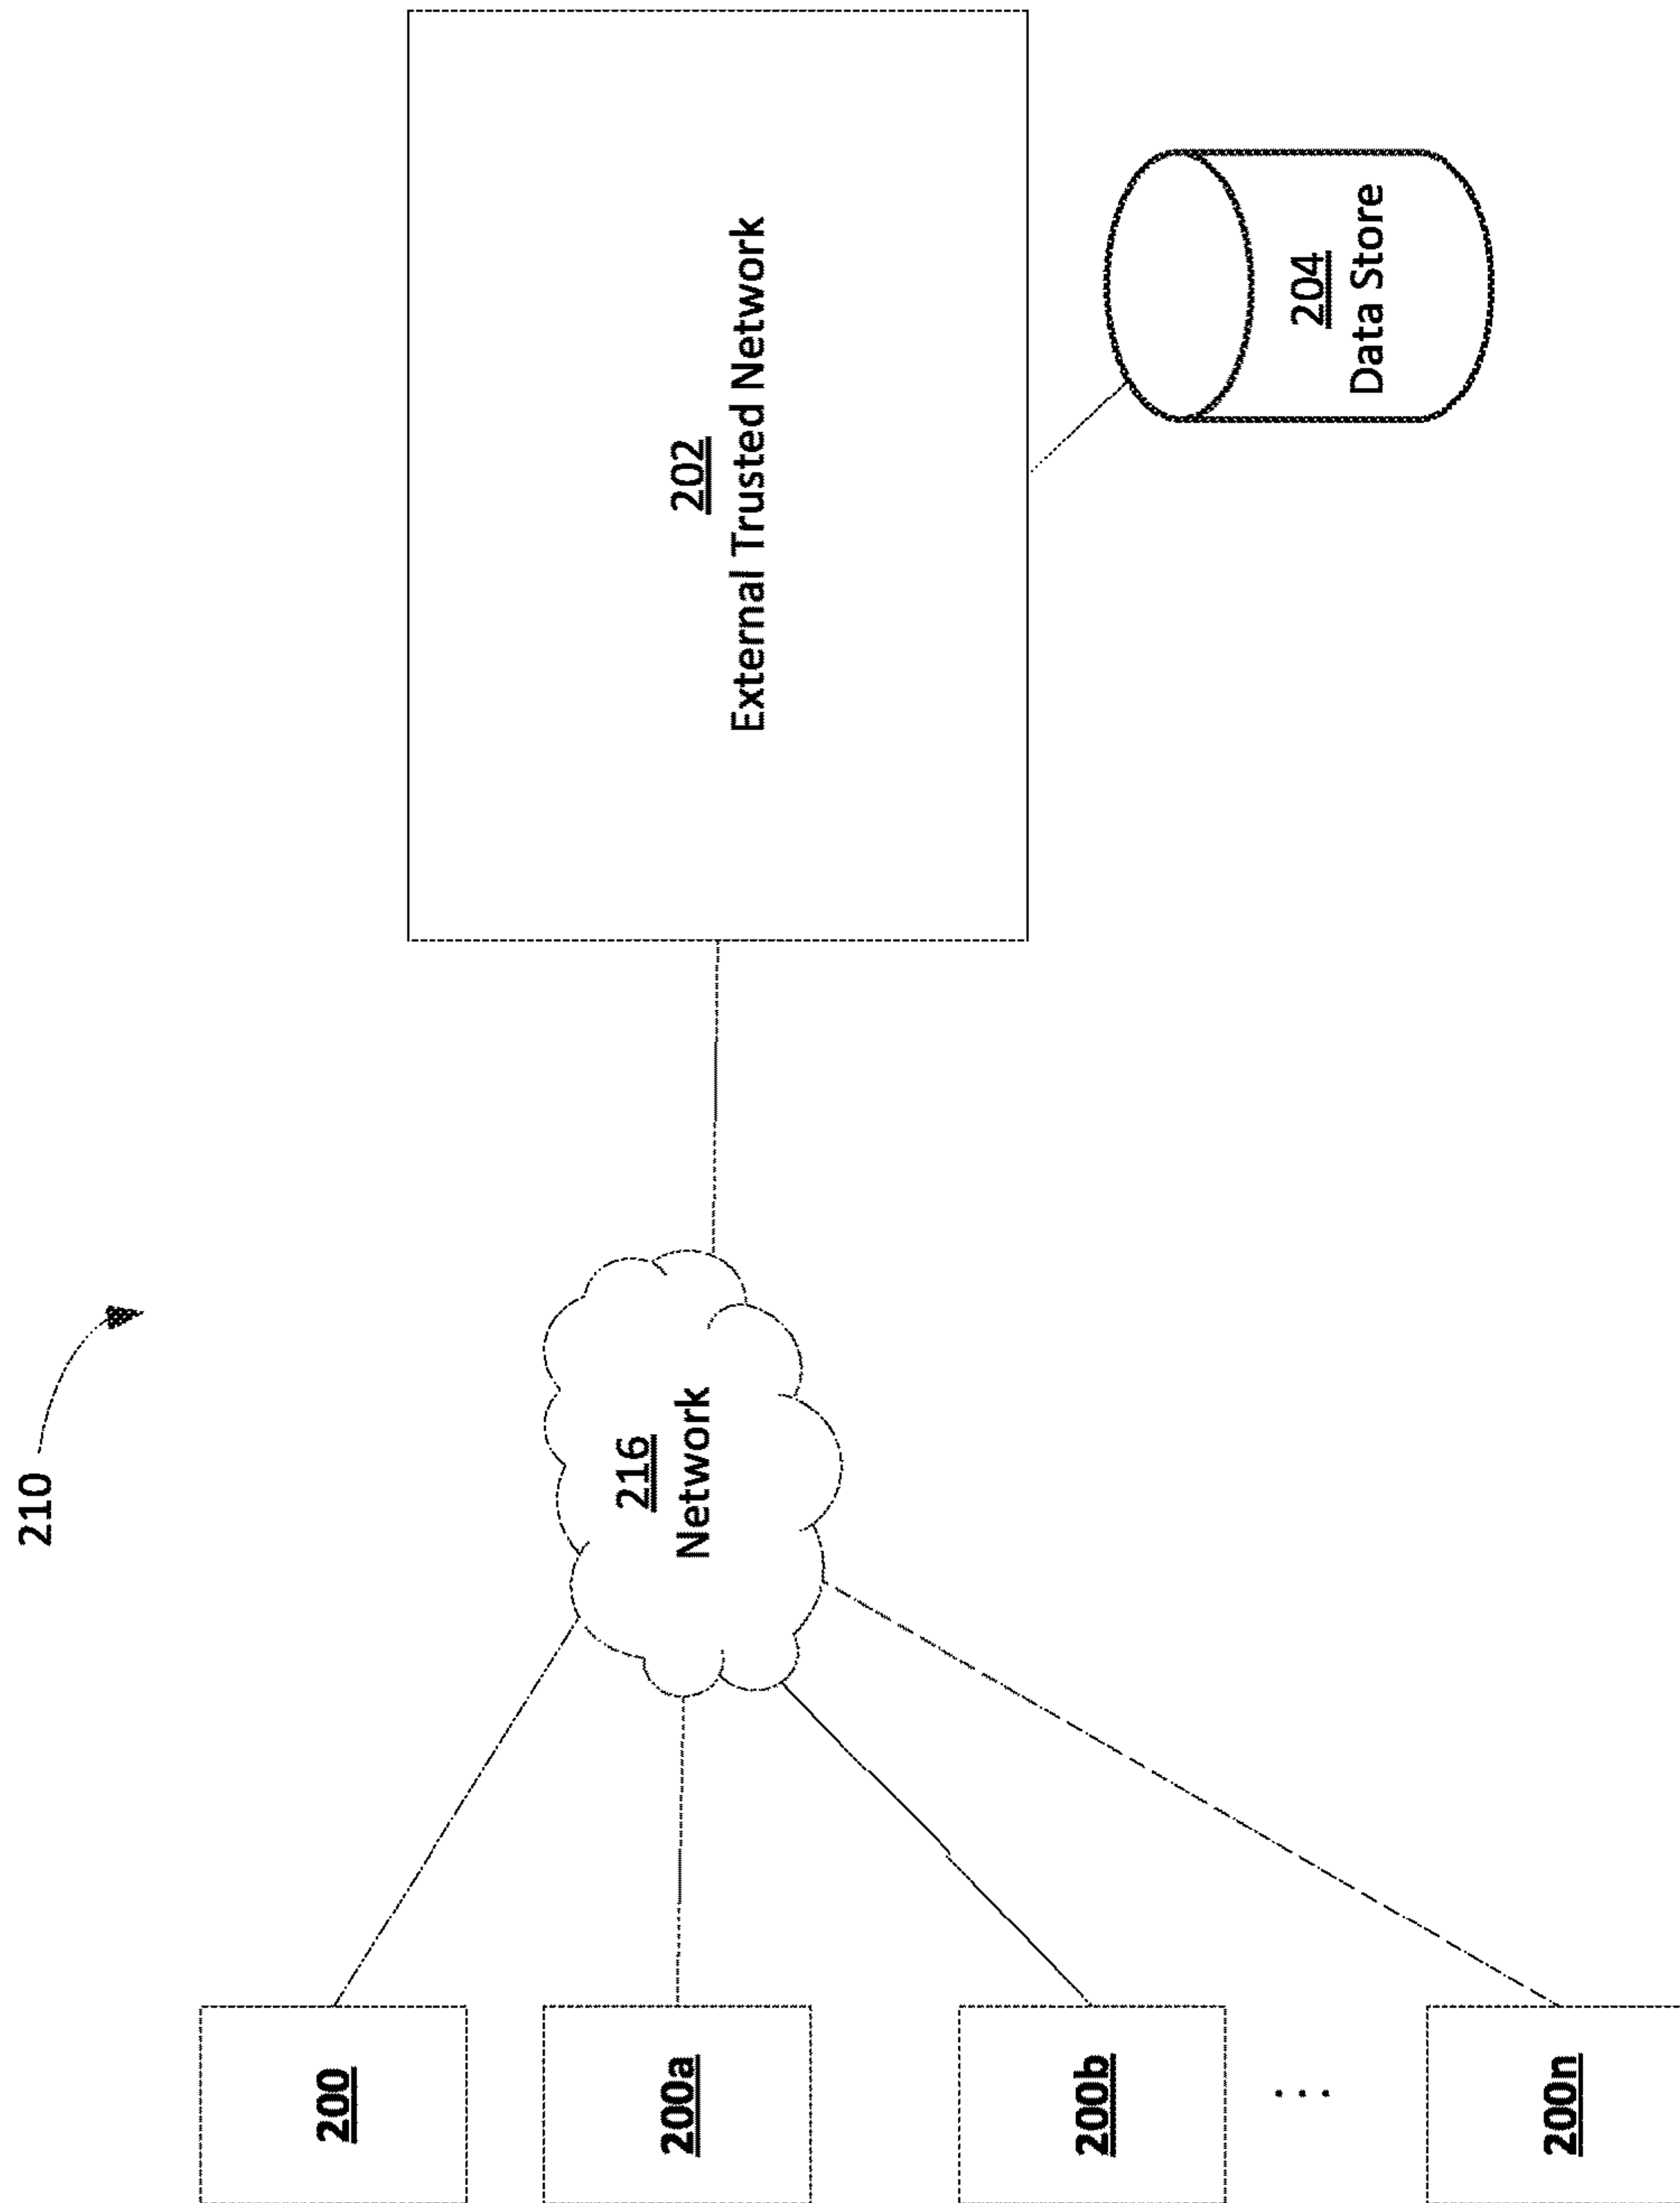 210
200
200a
200b
...
200n
216
Network
202
External Trusted Network
204
Data Store